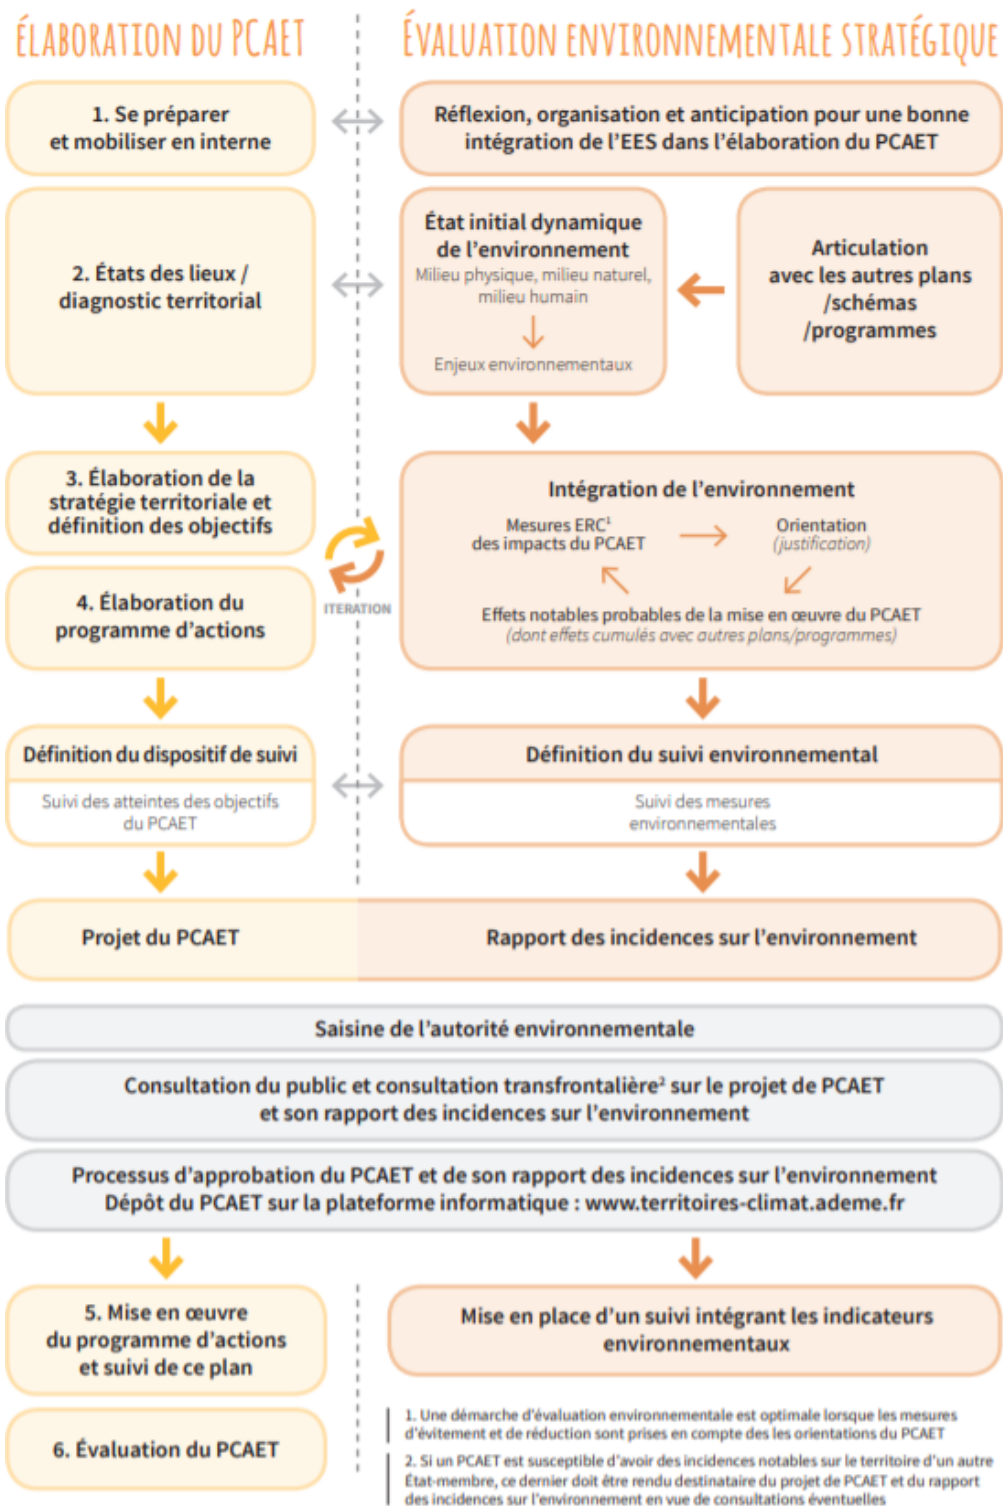 ÉLABORATION DU PCAET
ÉVALUATION ENVIRONNEMENTALE STRATÉGIQUE
1. Se préparer
et mobiliser en interne
Réflexion, organisation et anticipation pour une bonne
intégration de l'EES dans l'élaboration du PCAET
2. États des lieux /
diagnostic territorial
État initial dynamique
de l'environnement
Milieu physique, milieu naturel,
milieu humain
Enjeux environnementaux
Articulation
avec les autres plans
/schémas
/programmes
3. Élaboration de la
stratégie territoriale et
définition des objectifs
4. Élaboration du
programme d'actions
ITERATION
Intégration de l'environnement
Mesures ERC¹
des impacts du PCAET
Orientation
(justification)
Effets notables probables de la mise en œuvre du PCAET
(dont effets cumulés avec autres plans/programmes)
Définition du dispositif de suivi
Suivi des atteintes des objectifs
du PCAET
Définition du suivi environnemental
Suivi des mesures
environnementales
Projet du PCAET
Rapport des incidences sur l'environnement
Saisine de l'autorité environnementale
Consultation du public et consultation transfrontalière² sur le projet de PCAET
et son rapport des incidences sur l'environnement
Processus d'approbation du PCAET et de son rapport des incidences sur l'environnement
Dépôt du PCAET sur la plateforme informatique : www.territoires-climat.ademe.fr
5. Mise en œuvre
du programme d'actions
et suivi de ce plan
Mise en place d'un suivi intégrant les indicateurs
environnementaux
6. Évaluation du PCAET
1. Une démarche d'évaluation environnementale est optimale lorsque les mesures
d'évitement et de réduction sont prises en compte des les orientations du PCAET
2. Si un PCAET est susceptible d'avoir des incidences notables sur le territoire d'un autre
État-membre, ce dernier doit être rendu destinataire du projet de PCAET et du rapport
des incidences sur l'environnement en vue de consultations éventuelles